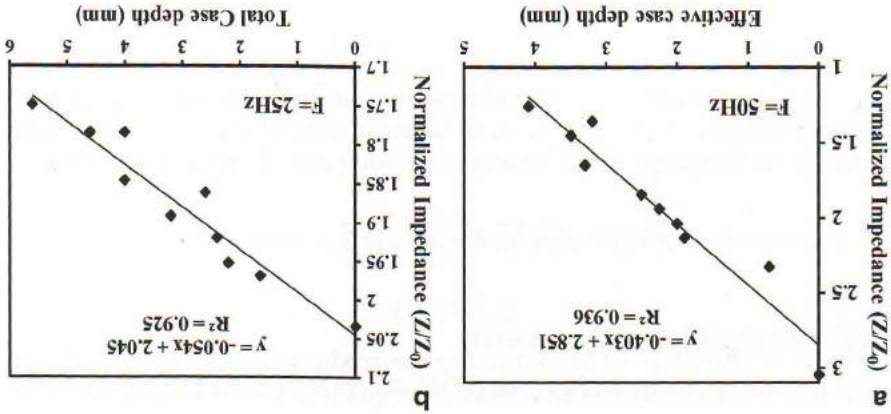 a
Normalized Impedance (Z/Z0)
3
2.5
2
1.5
1
y = -0.403x + 2.851
R² = 0.936
F= 50Hz
0
1
2
3
4
5
Effective case depth (mm)
b
Normalized Impedance (Z/Z0)
2.1
2.05
2
1.95
1.9
1.85
1.8
1.75
1.7
y = -0.054x + 2.045
R² = 0.925
F= 25Hz
0
1
2
3
4
5
6
Total Case depth (mm)